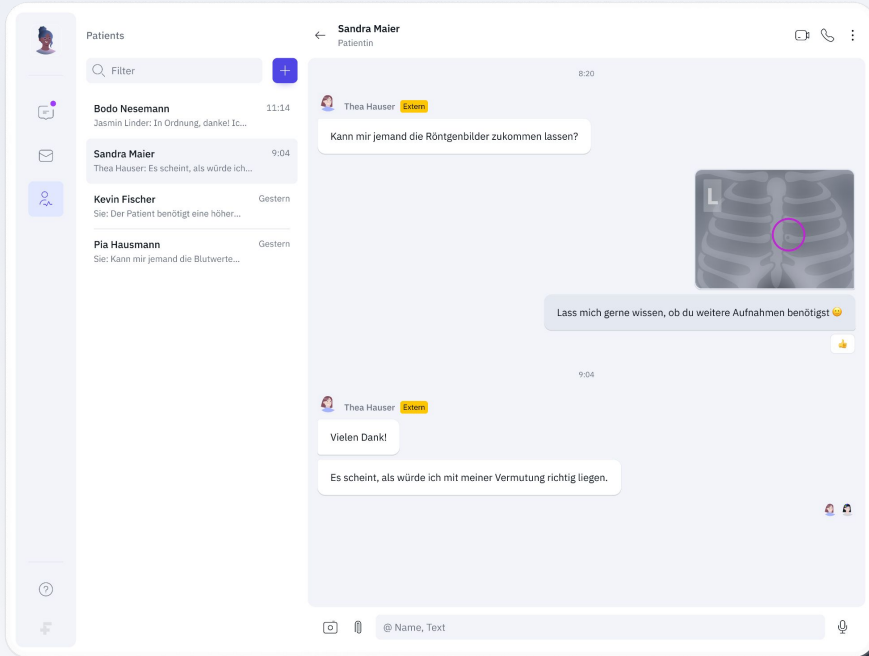 Patients
Filter
Bodo Nesemann 11:14
Jasmin Linder: In Ordnung, danke! Ic...
Sandra Maier 9:04
Thea Hauser: Es scheint, als würde ich...
Kevin Fischer Gestern
Sie: Der Patient benötigt eine höher...
Pia Hausmann Gestern
Sie: Kann mir jemand die Blutwerte...
Sandra Maier
Patientin
8:20
Thea Hauser Extern
Kann mir jemand die Röntgenbilder zukommen lassen?
L
Lass mich gerne wissen, ob du weitere Aufnahmen benötigst 😀
👍
9:04
Thea Hauser Extern
Vielen Dank!
Es scheint, als würde ich mit meiner Vermutung richtig liegen.
@ Name, Text